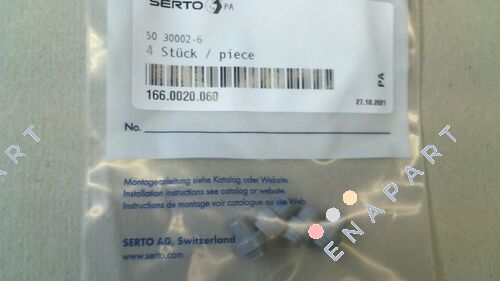 SERTO PA
SO 30002-6
4 Stück / piece
166.0020.060
PA
27.10.2021
No.
Montageanleitung siehe Katalog oder Website.
Installation instructions see catalog or website.
Instructions de montage voir catalogue ou site Web.
SERTO AG, Switzerland
www.serto.com
ENAPART
ENAPART